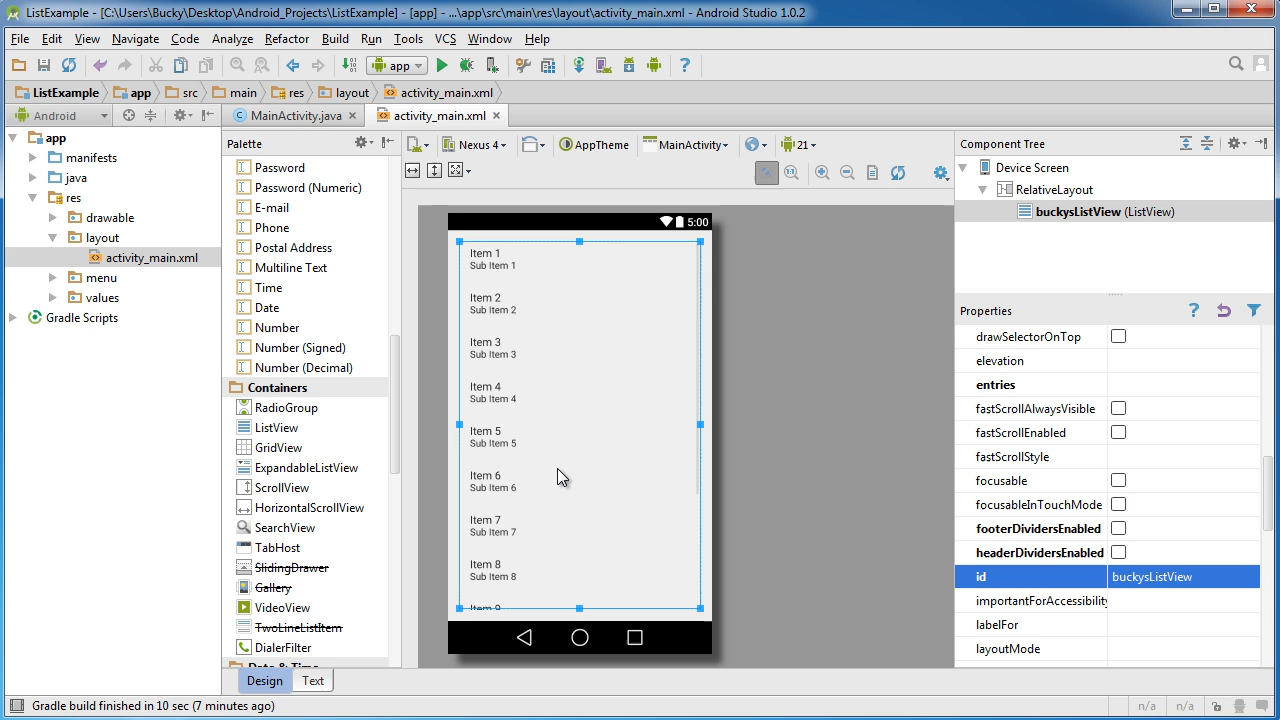 ListExample - [C:\Users\Bucky\Desktop\Android_Projects\ListExample] - [app] - ...\app\src\main\res\layout\activity_main.xml - Android Studio 1.0.2
File Edit View Navigate Code Analyze Refactor Build Run Tools VCS Window Help
app
ListExample app src main res layout activity_main.xml
Android
app
manifests
java
res
drawable
layout
activity_main.xml
menu
values
Gradle Scripts
MainActivity.java activity_main.xml
Palette
Password
Password (Numeric)
E-mail
Phone
Postal Address
Multiline Text
Time
Date
Number
Number (Signed)
Number (Decimal)
Containers
RadioGroup
ListView
GridView
ExpandableListView
ScrollView
HorizontalScrollView
SearchView
TabHost
SlidingDrawer
Gallery
VideoView
TwoLineListItem
DialerFilter
Date & Time
Nexus 4 AppTheme MainActivity 21
1:1
5:00
Item 1
Sub Item 1
Item 2
Sub Item 2
Item 3
Sub Item 3
Item 4
Sub Item 4
Item 5
Sub Item 5
Item 6
Sub Item 6
Item 7
Sub Item 7
Item 8
Sub Item 8
Item 9
Design Text
Component Tree
Device Screen
RelativeLayout
buckysListView (ListView)
Properties
drawSelectorOnTop
elevation
entries
fastScrollAlwaysVisible
fastScrollEnabled
fastScrollStyle
focusable
focusableInTouchMode
footerDividersEnabled
headerDividersEnabled
id buckysListView
importantForAccessibility
labelFor
layoutMode
Gradle build finished in 10 sec (7 minutes ago)
n/a n/a